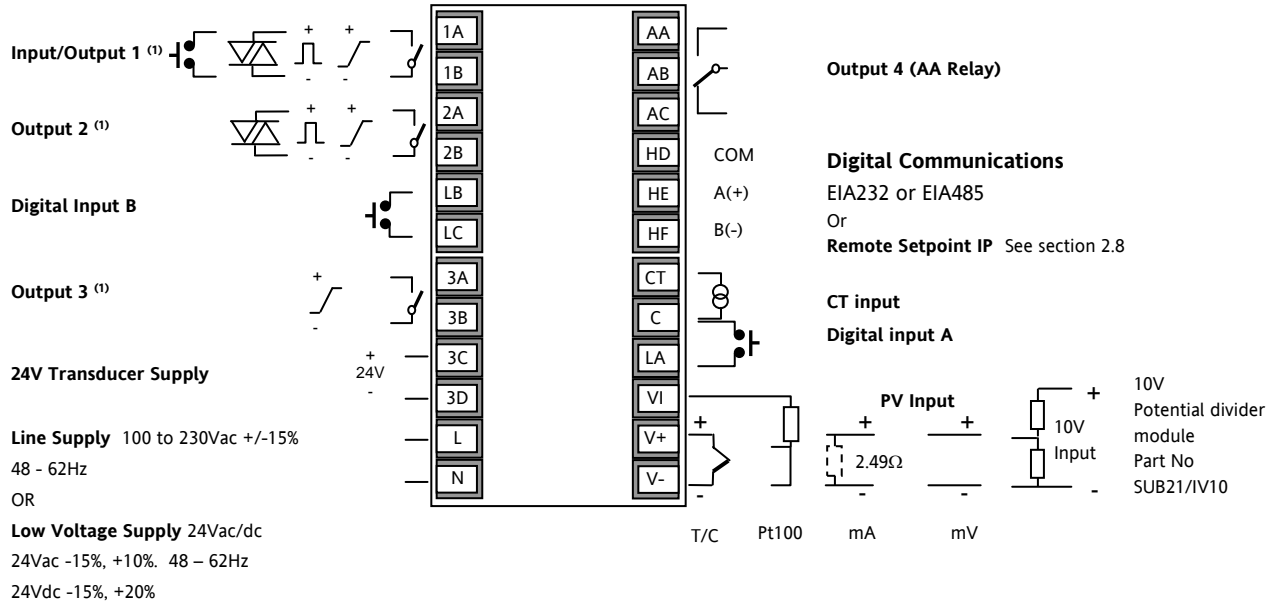 Input/Output 1 (1)
+ +
- -
1A
1B
AA
AB
AC
Output 4 (AA Relay)
Output 2 (1)
+ +
- -
2A
2B
HD COM
HE A(+)
HF B(-)
Digital Communications
EIA232 or EIA485
Or
Remote Setpoint IP See section 2.8
Digital Input B
LB
LC
Output 3 (1)
+
-
3A
3B
CT
C
LA
CT input
Digital input A
24V Transducer Supply
+
24V
-
3C
3D
Line Supply 100 to 230Vac +/-15%
48 - 62Hz
OR
Low Voltage Supply 24Vac/dc
24Vac -15%, +10%. 48 – 62Hz
24Vdc -15%, +20%
L
N
VI
V+
V-
PV Input
+
-
T/C
Pt100
+
2.49Ω
-
mA
+
-
mV
+
10V
Input
-
10V
Potential divider
module
Part No
SUB21/IV10